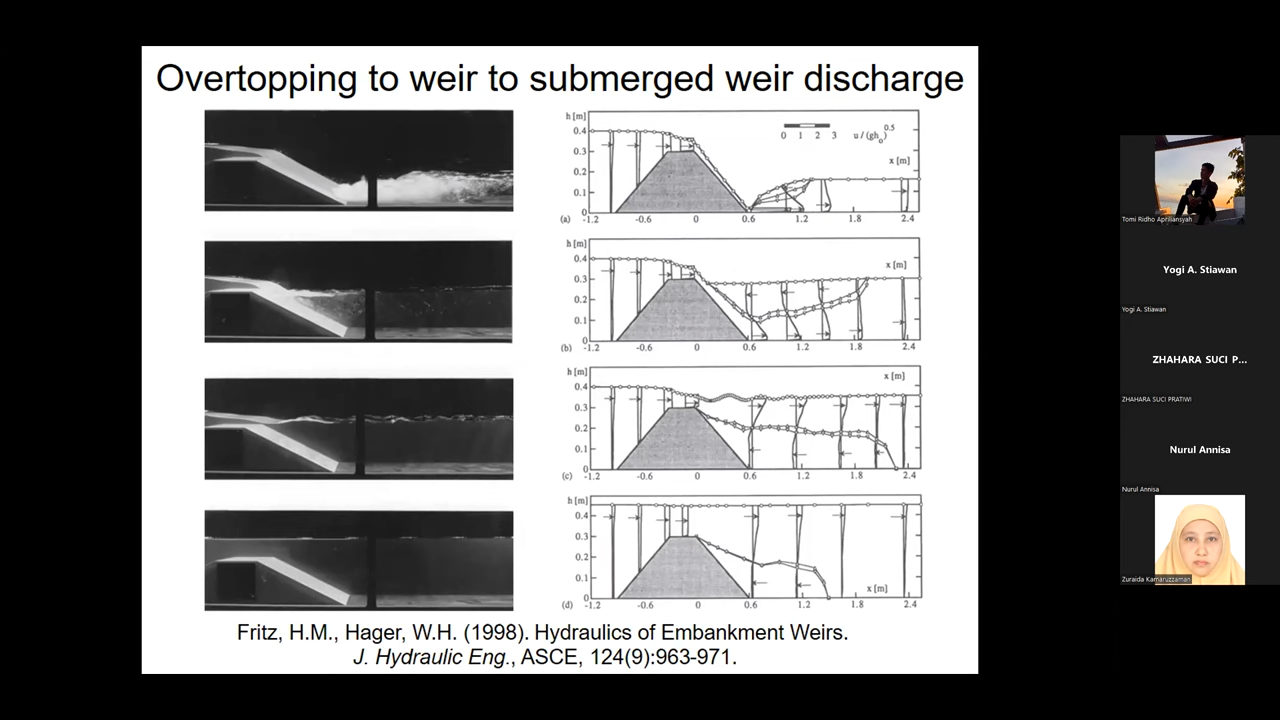 Overtopping to weir to submerged weir discharge
h [m]
0.4
0.3
0.2
0.1
0
0 1 2 3 u / (gh₀)^0.5
x [m]
(a) -1.2 -0.6 0 0.6 1.2 1.8 2.4
h [m]
0.4
0.3
0.2
0.1
0
x [m]
(b) -1.2 -0.6 0 0.6 1.2 1.8 2.4
h [m]
0.4
0.3
0.2
0.1
0
x [m]
(c) -1.2 -0.6 0 0.6 1.2 1.8 2.4
h [m]
0.4
0.3
0.2
0.1
0
x [m]
(d) -1.2 -0.6 0 0.6 1.2 1.8 2.4
Fritz, H.M., Hager, W.H. (1998). Hydraulics of Embankment Weirs.
J. Hydraulic Eng., ASCE, 124(9):963-971.
Tomi Ridho Apriliansyah
Yogi A. Stiawan
Yogi A. Stiawan
ZHAHARA SUCI P...
ZHAHARA SUCI PRATIWI
Nurul Annisa
Nurul Annisa
Zuraida Kamaruzzaman